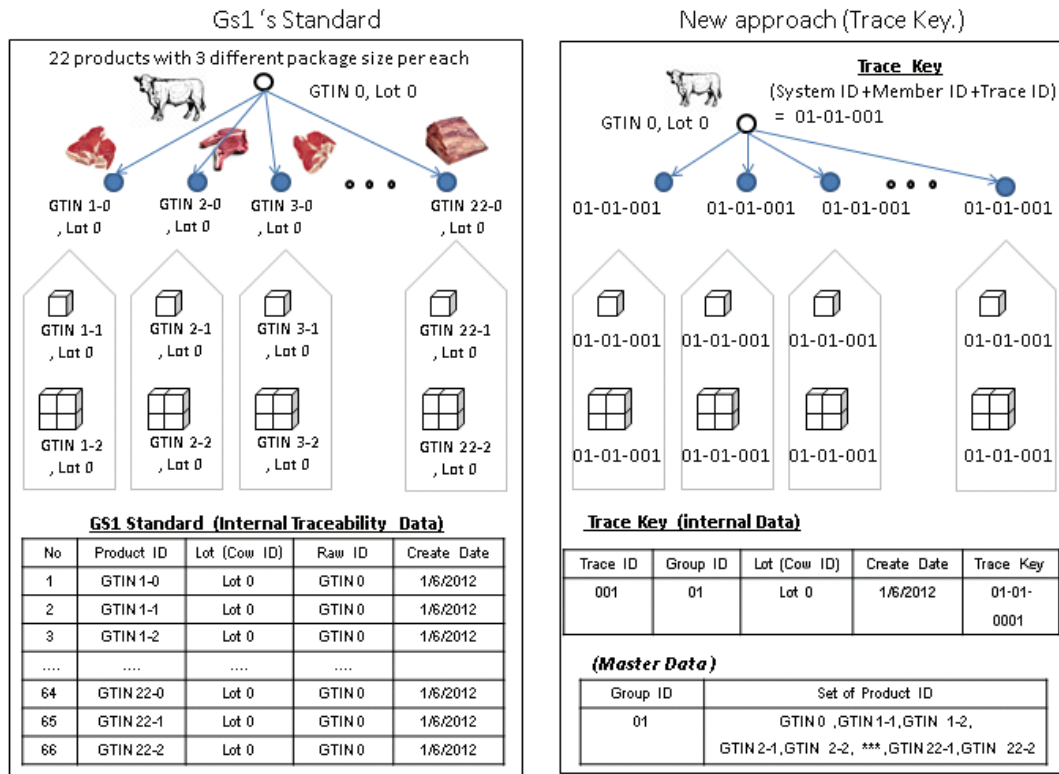 Gs1 's Standard
22 products with 3 different package size per each
GTIN 0, Lot 0
GTIN 1-0
, Lot 0
GTIN 2-0
, Lot 0
GTIN 3-0
, Lot 0
GTIN 22-0
, Lot 0
GTIN 1-1
, Lot 0
GTIN 2-1
, Lot 0
GTIN 3-1
, Lot 0
GTIN 22-1
, Lot 0
GTIN 1-2
, Lot 0
GTIN 2-2
, Lot 0
GTIN 3-2
, Lot 0
GTIN 22-2
, Lot 0
GS1 Standard (Internal Traceability Data)
No Product ID Lot (Cow ID) Raw ID Create Date
1 GTIN 1-0 Lot 0 GTIN 0 1/6/2012
2 GTIN 1-1 Lot 0 GTIN 0 1/6/2012
3 GTIN 1-2 Lot 0 GTIN 0 1/6/2012
.... .... .... ....
64 GTIN 22-0 Lot 0 GTIN 0 1/6/2012
65 GTIN 22-1 Lot 0 GTIN 0 1/6/2012
66 GTIN 22-2 Lot 0 GTIN 0 1/6/2012
New approach (Trace Key.)
Trace Key
(System ID +Member ID +Trace ID)
= 01-01-001
GTIN 0, Lot 0
01-01-001 01-01-001 01-01-001 01-01-001
01-01-001 01-01-001 01-01-001 01-01-001
01-01-001 01-01-001 01-01-001 01-01-001
Trace Key (internal Data)
Trace ID Group ID Lot (Cow ID) Create Date Trace Key
001 01 Lot 0 1/6/2012 01-01-
0001
(Master Data)
Group ID Set of Product ID
01 GTIN 0 ,GTIN 1-1,GTIN 1-2,
GTIN 2-1,GTIN 2-2, ***,GTIN 22-1,GTIN 22-2